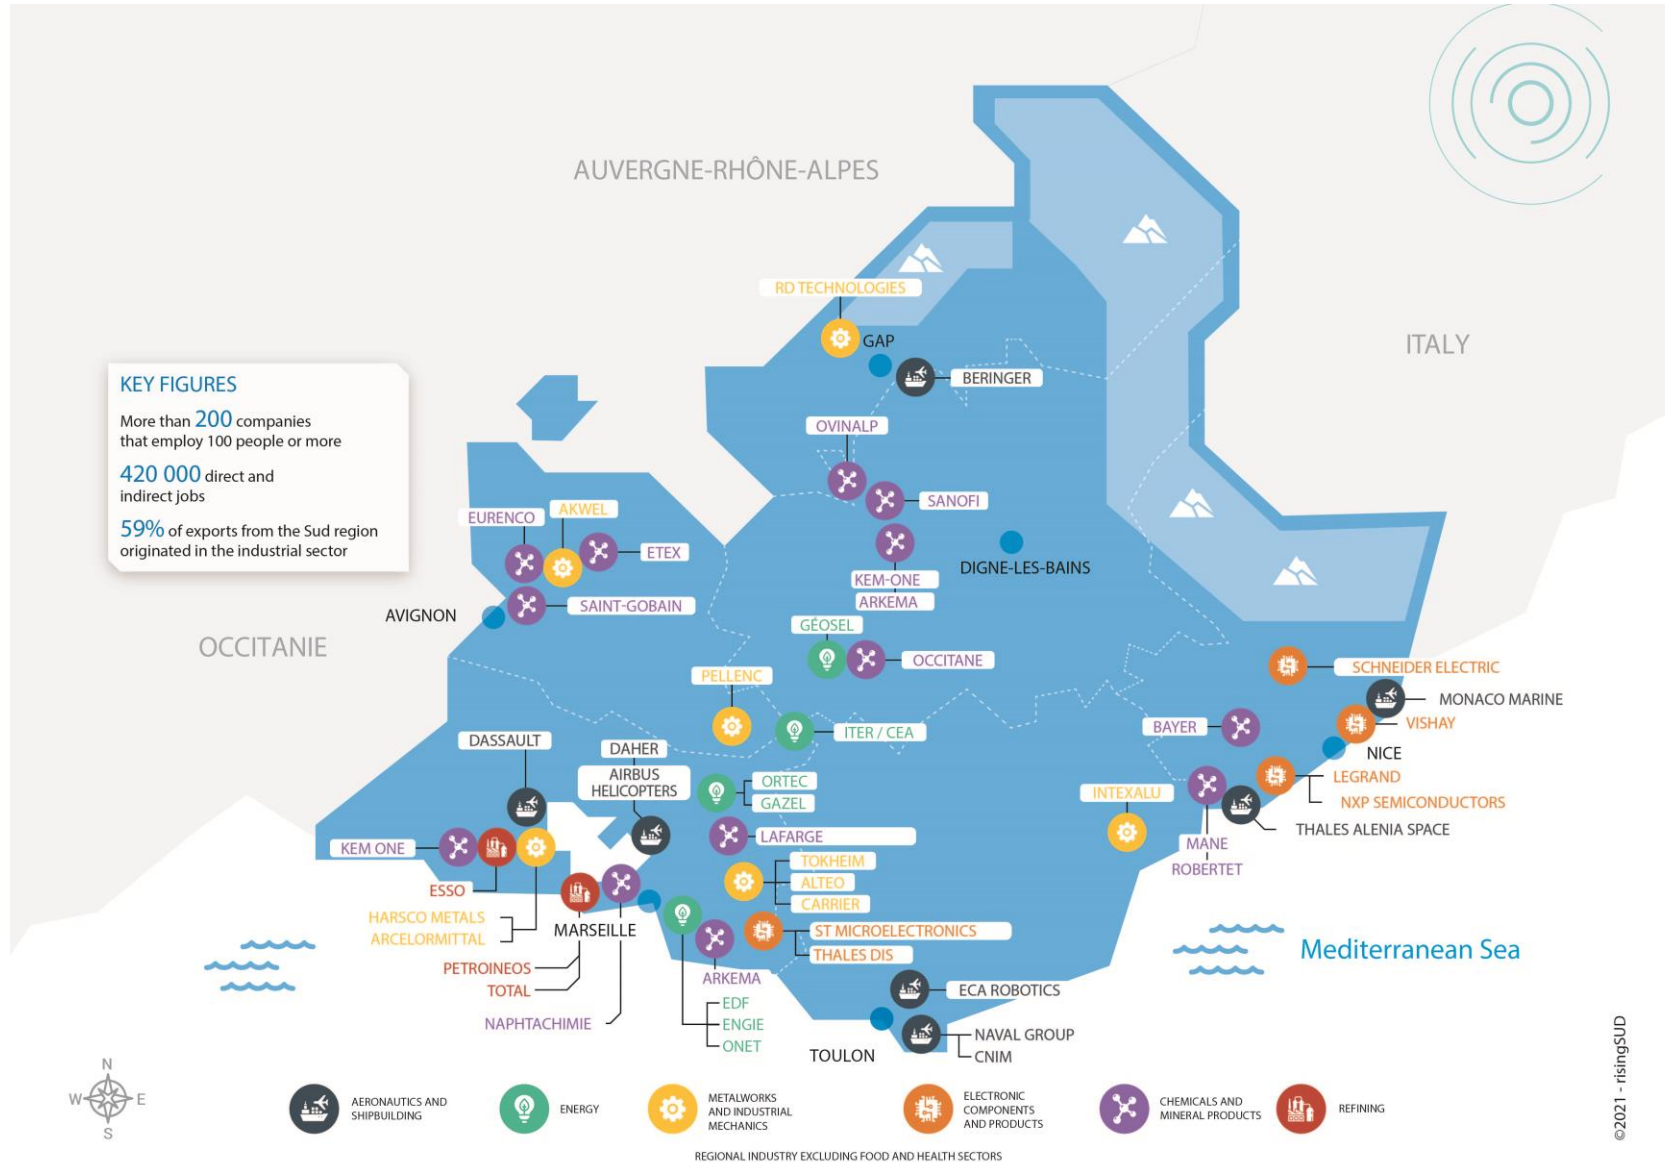 AUVERGNE-RHÔNE-ALPES
ITALY
OCCITANIE
KEY FIGURES
More than 200 companies
that employ 100 people or more
420 000 direct and
indirect jobs
59% of exports from the Sud region
originated in the industrial sector
RD TECHNOLOGIES
GAP
BERINGER
OVINALP
SANOFI
EURENCO
AKWEL
ETEX
KEM-ONE
ARKEMA
DIGNE-LES-BAINS
SAINT-GOBAIN
AVIGNON
GÉOSEL
OCCITANE
PELLENC
ITER / CEA
SCHNEIDER ELECTRIC
MONACO MARINE
VISHAY
BAYER
NICE
LEGRAND
NXP SEMICONDUCTORS
THALES ALENIA SPACE
INTEXALU
MANE
ROBERTET
DASSAULT
DAHER
AIRBUS
HELICOPTERS
ORTEC
GAZEL
LAFARGE
KEM ONE
ESSO
TOKHEIM
ALTEO
CARRIER
HARSCO METALS
ARCELORMITTAL
MARSEILLE
ST MICROELECTRONICS
THALES DIS
PETROINEOS
TOTAL
NAPHTACHIMIE
ARKEMA
EDF
ENGIE
ONET
ECA ROBOTICS
NAVAL GROUP
CNIM
TOULON
Mediterranean Sea
N
W
E
S
AERONAUTICS AND
SHIPBUILDING
ENERGY
METALWORKS
AND INDUSTRIAL
MECHANICS
ELECTRONIC
COMPONENTS
AND PRODUCTS
CHEMICALS AND
MINERAL PRODUCTS
REFINING
REGIONAL INDUSTRY EXCLUDING FOOD AND HEALTH SECTORS
©2021 - risingSUD